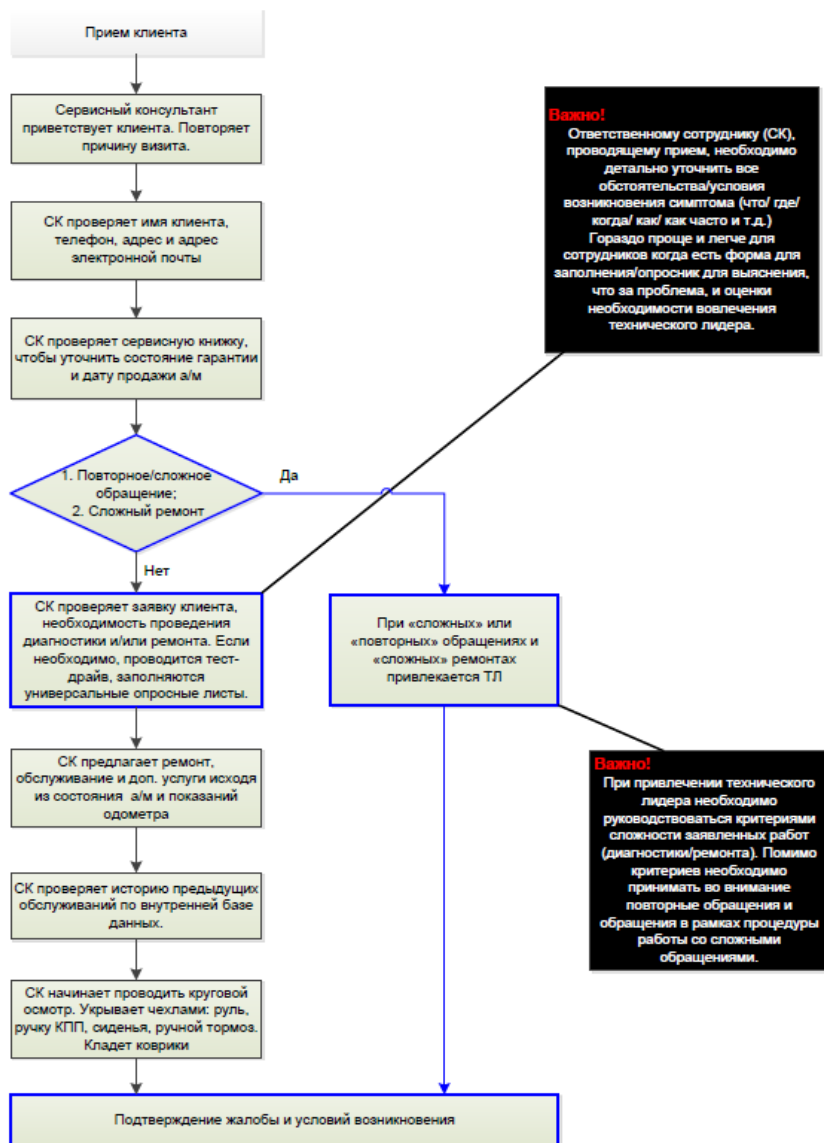 Прием клиента
Сервисный консультант
приветствует клиента. Повторяет
причину визита.
Важно!
Ответственному сотруднику (СК),
проводящему прием, необходимо
детально уточнить все
обстоятельства/условия
возникновения симптома (что/ где/
когда/ как/ как часто и т.д.)
Гораздо проще и легче для
сотрудников когда есть форма для
заполнения/опросник для выяснения,
что за проблема, и оценки
необходимости вовлечения
технического лидера.
СК проверяет имя клиента,
телефон, адрес и адрес
электронной почты
СК проверяет сервисную книжку,
чтобы уточнить состояние гарантии
и дату продажи а/м
1. Повторное/сложное
обращение;
2. Сложный ремонт
Да
Нет
СК проверяет заявку клиента,
необходимость проведения
диагностики и/или ремонта. Если
необходимо, проводится тест-
драйв, заполняются
универсальные опросные листы.
При «сложных» или
«повторных» обращениях и
«сложных» ремонтах
привлекается ТЛ
СК предлагает ремонт,
обслуживание и доп. услуги исходя
из состояния а/м и показаний
одометра
Важно!
При привлечении технического
лидера необходимо
руководствоваться критериями
сложности заявленных работ
(диагностики/ремонта). Помимо
критериев необходимо
принимать во внимание
повторные обращения и
обращения в рамках процедуры
работы со сложными
обращениями.
СК проверяет историю предыдущих
обслуживаний по внутренней базе
данных.
СК начинает проводить круговой
осмотр. Укрывает чехлами: руль,
ручку КПП, сиденья, ручной тормоз.
Кладет коврики
Подтверждение жалобы и условий возникновения